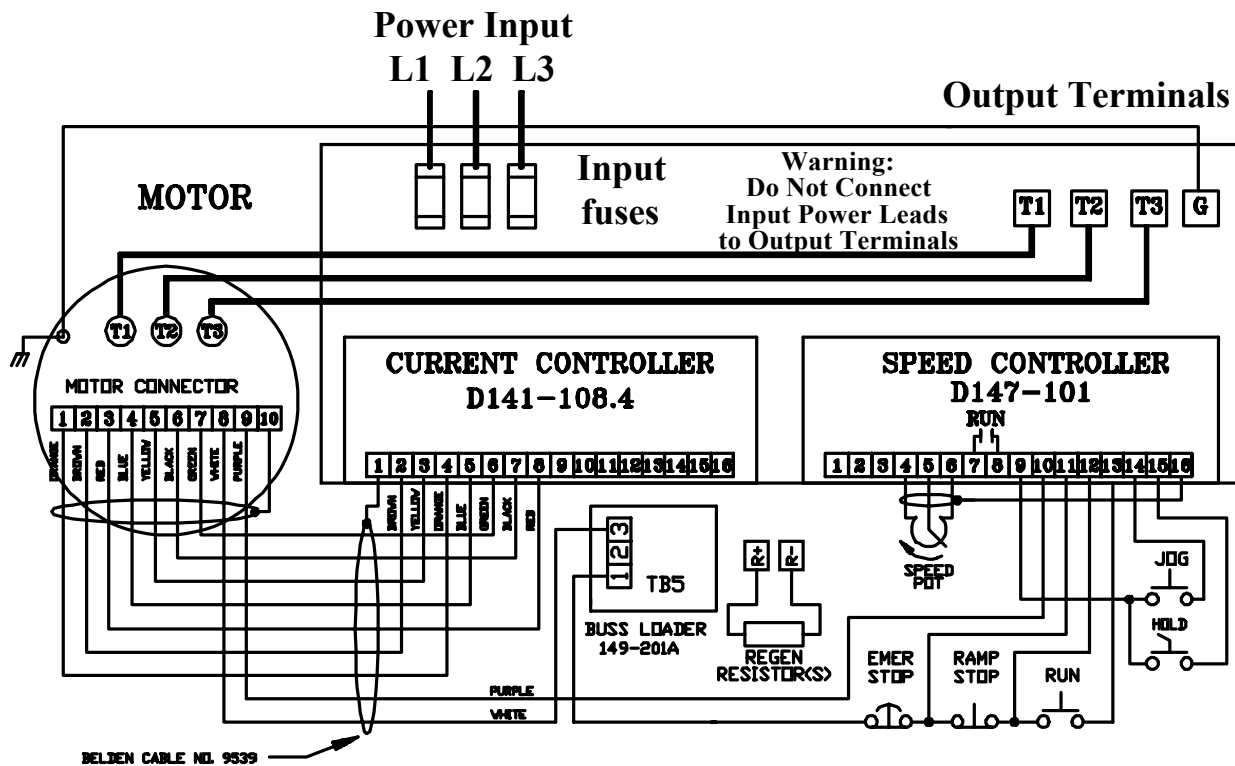 Power Input
L1 L2 L3
Output Terminals
MOTOR
Input
fuses
Warning:
Do Not Connect
Input Power Leads
to Output Terminals
T1 T2 T3 G
T1 T2 T3
MOTOR CONNECTOR
1 2 3 4 5 6 7 8 9 10
ORANGE
BROWN
RED
BLUE
YELLOW
BLACK
GREEN
WHITE
PURPLE
CURRENT CONTROLLER
D141-108.4
1 2 3 4 5 6 7 8 9 10 11 12 13 14 15 16
BROWN
YELLOW
ORANGE
BLUE
GREEN
BLACK
RED
SPEED CONTROLLER
D147-101
RUN
1 2 3 4 5 6 7 8 9 10 11 12 13 14 15 16
SPEED
POT
3
2
1
TB5
BUSS LOADER
149-201A
R+ R-
REGEN
RESISTOR(S)
JOG
HOLD
EMER
STOP
RAMP
STOP
RUN
PURPLE
WHITE
BELDEN CABLE NO. 9539